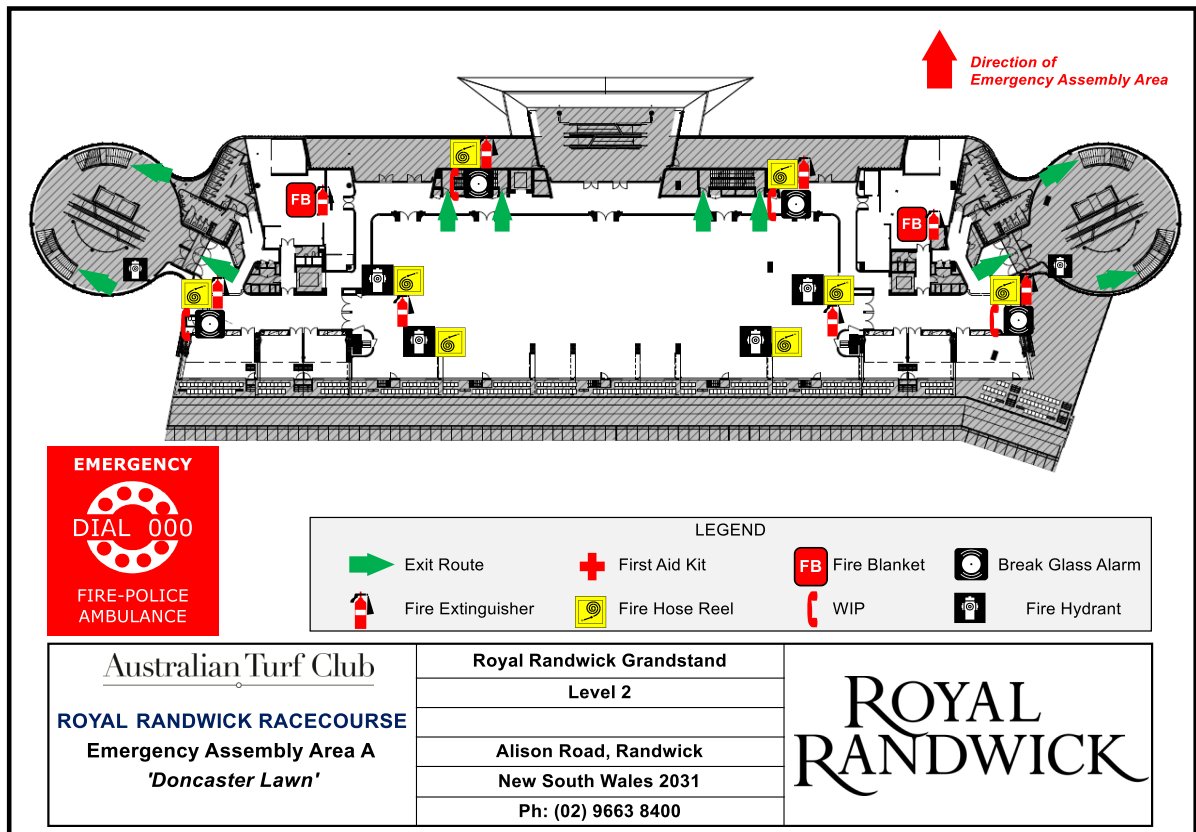 Direction of
Emergency Assembly Area
FB
FB
EMERGENCY
DIAL 000
FIRE-POLICE
AMBULANCE
LEGEND
Exit Route
First Aid Kit
FB
Fire Blanket
Break Glass Alarm
Fire Extinguisher
Fire Hose Reel
WIP
Fire Hydrant
Australian Turf Club
ROYAL RANDWICK RACECOURSE
Emergency Assembly Area A
'Doncaster Lawn'
Royal Randwick Grandstand
Level 2
Alison Road, Randwick
New South Wales 2031
Ph: (02) 9663 8400
ROYAL
RANDWICK